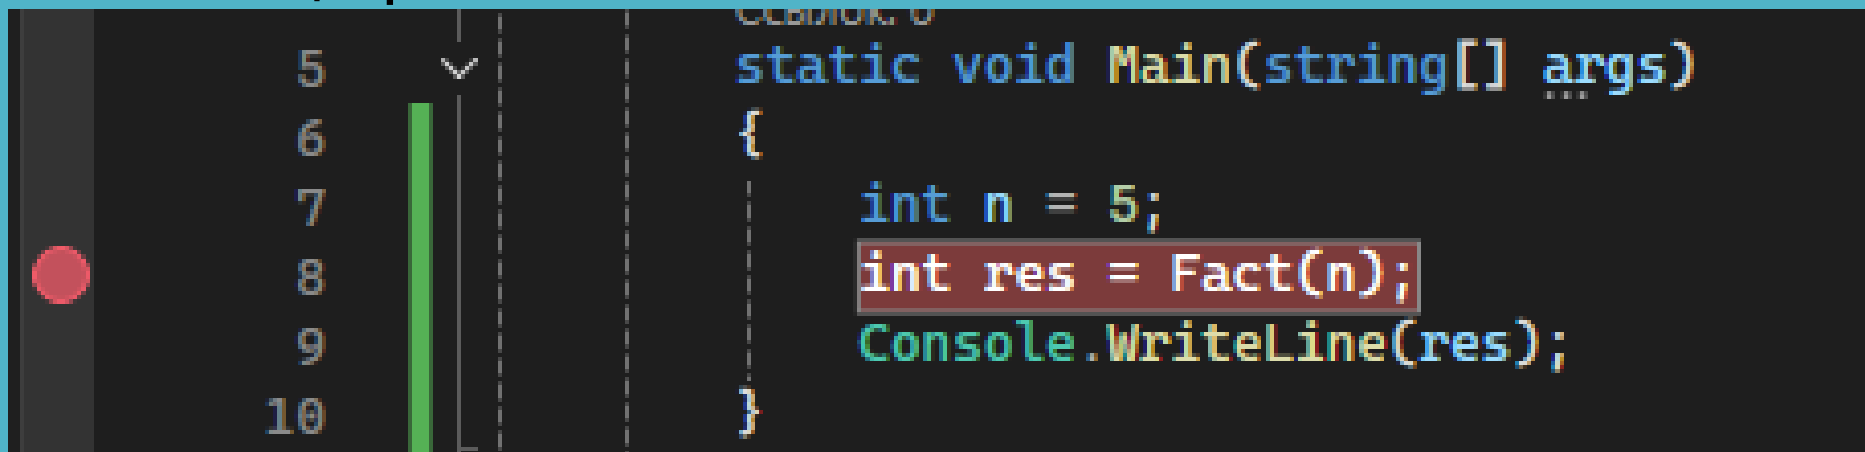 5 static void Main(string[] args)
6 {
7 int n = 5;
8 int res = Fact(n);
9 Console.WriteLine(res);
10 }